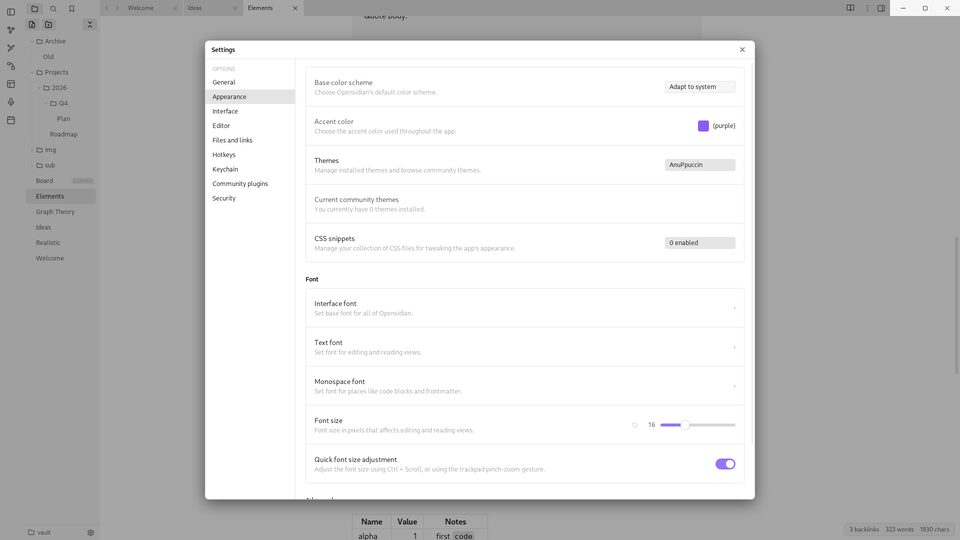 Welcome
Ideas
Elements
Quote body.
Archive
Old
Projects
2026
Q4
Plan
Roadmap
img
sub
Board
Elements
Graph Theory
Ideas
Realistic
Welcome
vault
Settings
OPTIONS
General
Appearance
Interface
Editor
Files and links
Hotkeys
Keychain
Community plugins
Security
Base color scheme
Choose Opensidian's default color scheme.
Adapt to system
Accent color
Choose the accent color used throughout the app.
(purple)
Themes
Manage installed themes and browse community themes.
AnuPpuccin
Current community themes
You currently have 0 themes installed.
CSS snippets
Manage your collection of CSS files for tweaking the app's appearance.
0 enabled
Font
Interface font
Set base font for all of Opensidian.
Text font
Set font for editing and reading views.
Monospace font
Set font for places like code blocks and frontmatter.
Font size
Font size in pixels that affects editing and reading views.
16
Quick font size adjustment
Adjust the font size using Ctrl + Scroll, or using the trackpad pinch-zoom gesture.
Name Value Notes
alpha 1 first code
3 backlinks 323 words 1930 chars